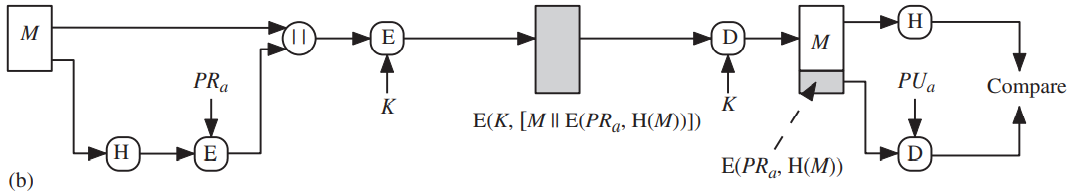 M
||
E
D
M
H
PRa
K
K
PUa
Compare
E(K, [M || E(PRa, H(M))])
H
E
D
E(PRa, H(M))
(b)